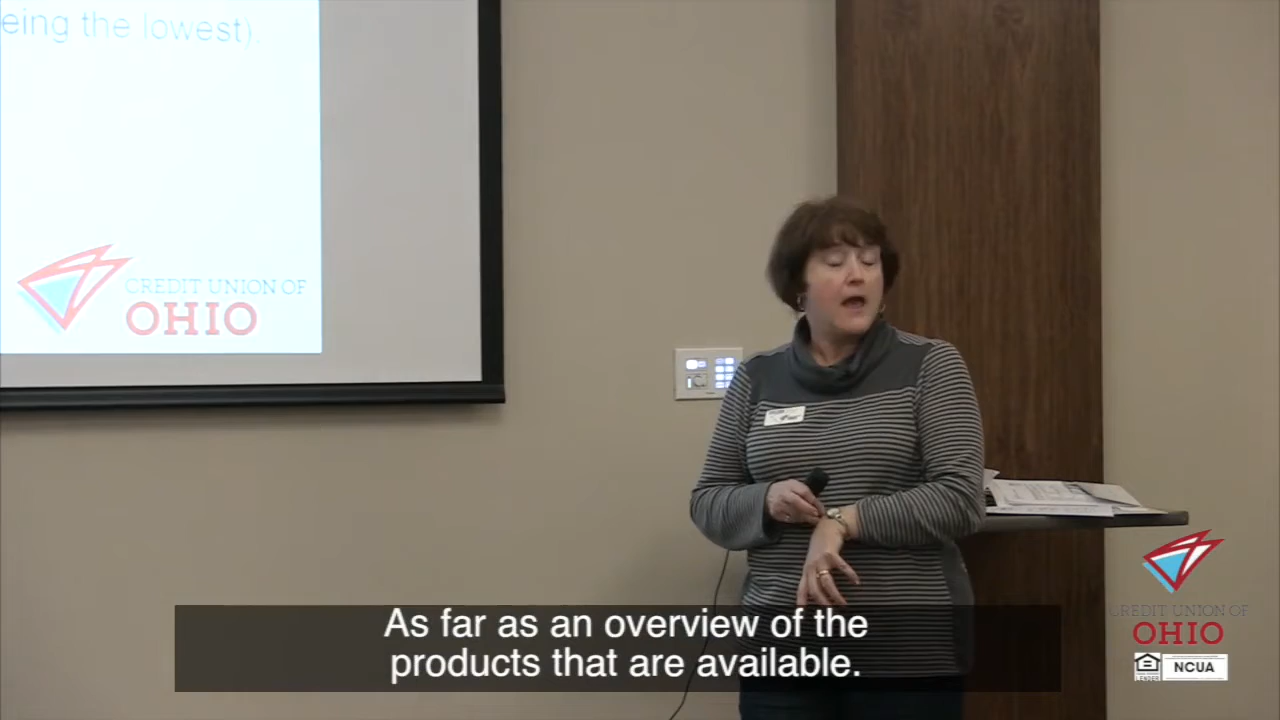 eing the lowest).
CREDIT UNION OF
OHIO
As far as an overview of the
products that are available.
CREDIT UNION OF
OHIO
LENDER
NCUA